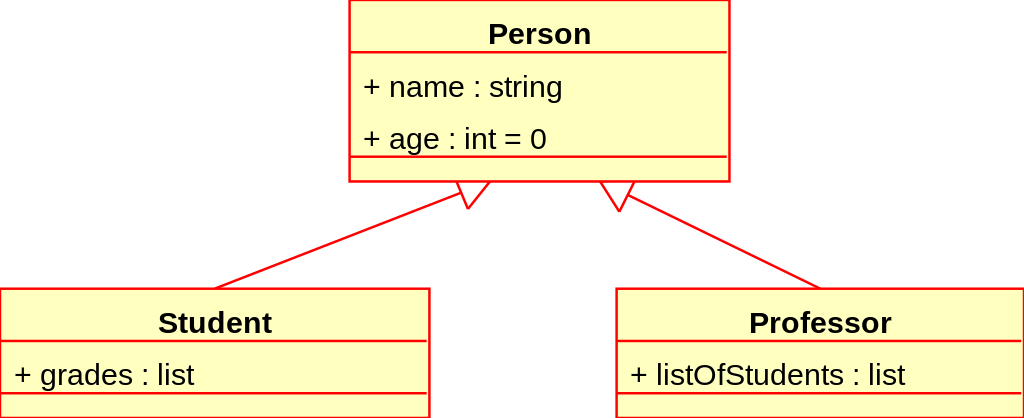 Person
+ name : string
+ age : int = 0
Student
+ grades : list
Professor
+ listOfStudents : list